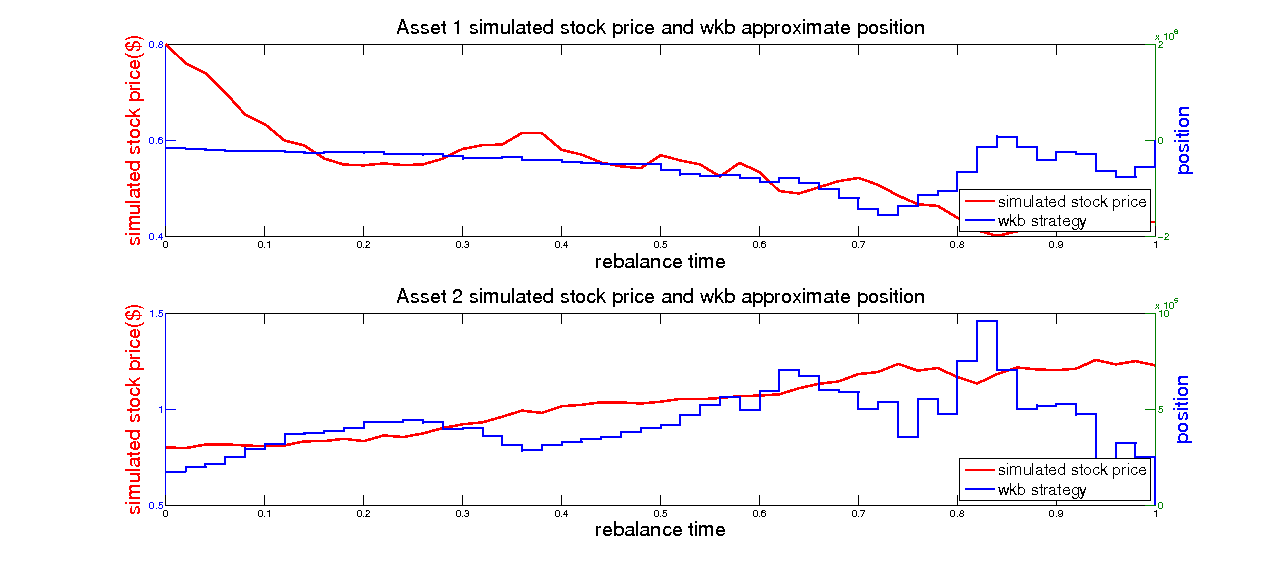 Asset 1 simulated stock price and wkb approximate position
simulated stock price($)
0.8
0.6
0.4
2
0
-2
position
simulated stock price
wkb strategy
0 0.1 0.2 0.3 0.4 0.5 0.6 0.7 0.8 0.9 1
rebalance time
Asset 2 simulated stock price and wkb approximate position
simulated stock price($)
1.5
1
0.5
10
5
0
position
simulated stock price
wkb strategy
0 0.1 0.2 0.3 0.4 0.5 0.6 0.7 0.8 0.9 1
rebalance time